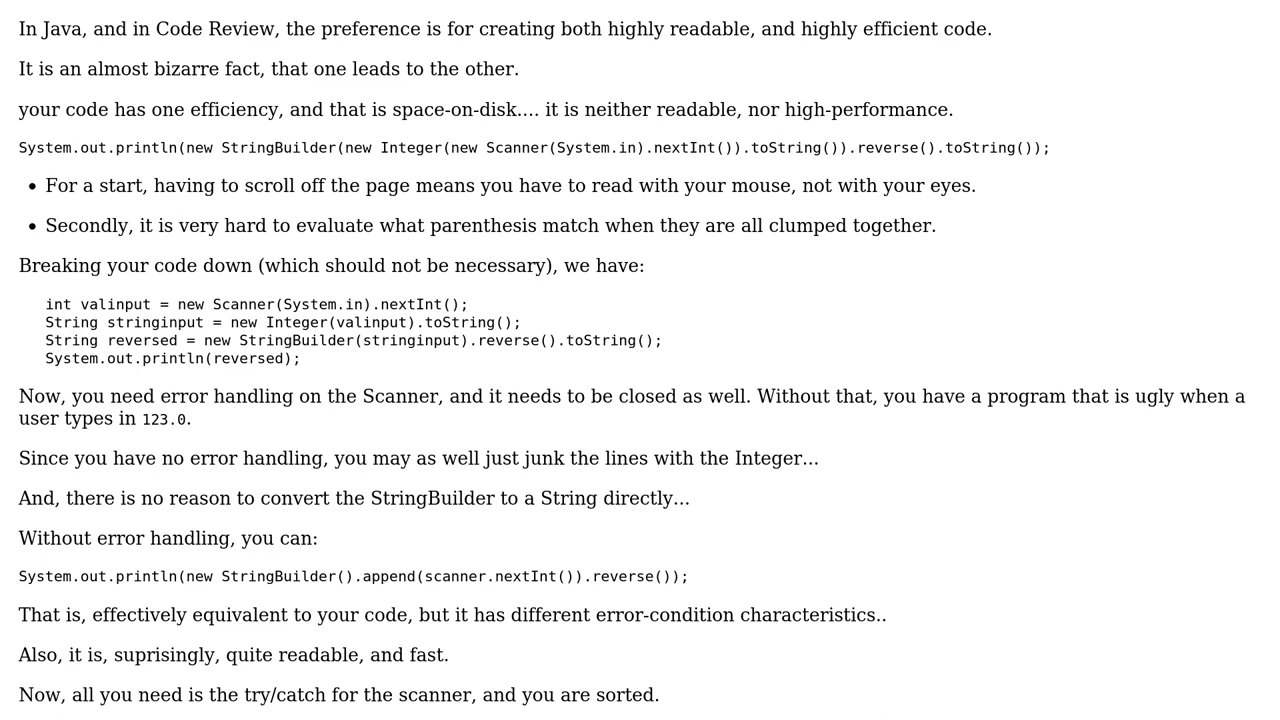 In Java, and in Code Review, the preference is for creating both highly readable, and highly efficient code.
It is an almost bizarre fact, that one leads to the other.
your code has one efficiency, and that is space-on-disk.... it is neither readable, nor high-performance.
System.out.println(new StringBuilder(new Integer(new Scanner(System.in).nextInt()).toString()).reverse().toString());
• For a start, having to scroll off the page means you have to read with your mouse, not with your eyes.
• Secondly, it is very hard to evaluate what parenthesis match when they are all clumped together.
Breaking your code down (which should not be necessary), we have:
int valinput = new Scanner(System.in).nextInt();
String stringinput = new Integer(valinput).toString();
String reversed = new StringBuilder(stringinput).reverse().toString();
System.out.println(reversed);
Now, you need error handling on the Scanner, and it needs to be closed as well. Without that, you have a program that is ugly when a
user types in 123.0.
Since you have no error handling, you may as well just junk the lines with the Integer...
And, there is no reason to convert the StringBuilder to a String directly...
Without error handling, you can:
System.out.println(new StringBuilder().append(scanner.nextInt()).reverse());
That is, effectively equivalent to your code, but it has different error-condition characteristics..
Also, it is, suprisingly, quite readable, and fast.
Now, all you need is the try/catch for the scanner, and you are sorted.